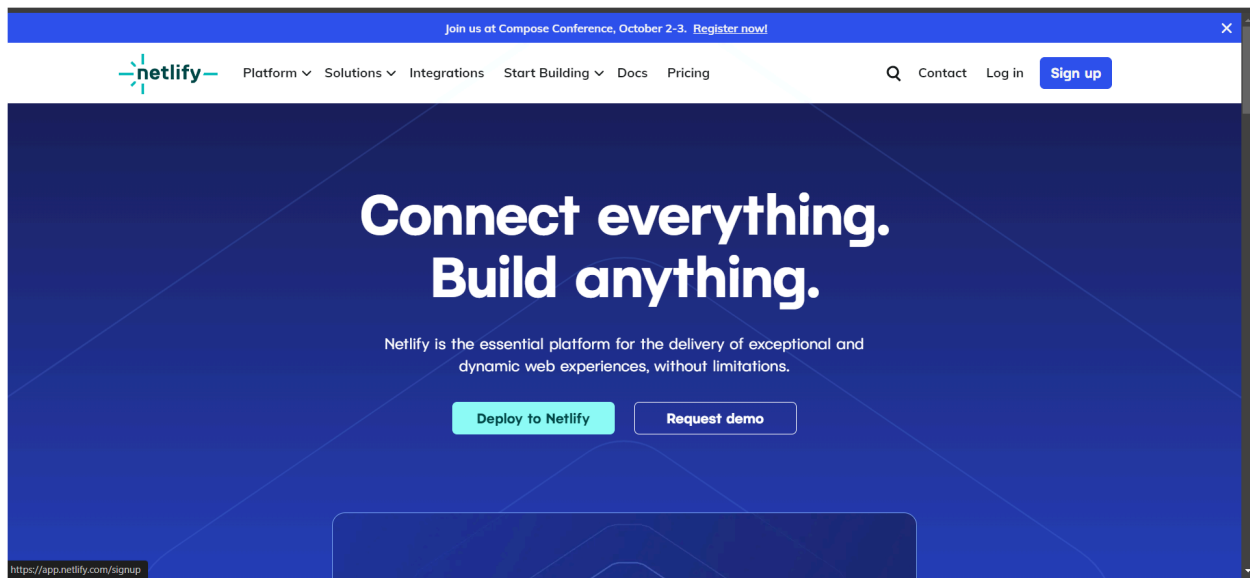 Join us at Compose Conference, October 2-3. Register now!
netlify
Platform
Solutions
Integrations
Start Building
Docs
Pricing
Contact
Log in
Sign up
Connect everything.
Build anything.
Netlify is the essential platform for the delivery of exceptional and
dynamic web experiences, without limitations.
Deploy to Netlify
Request demo
https://app.netlify.com/signup